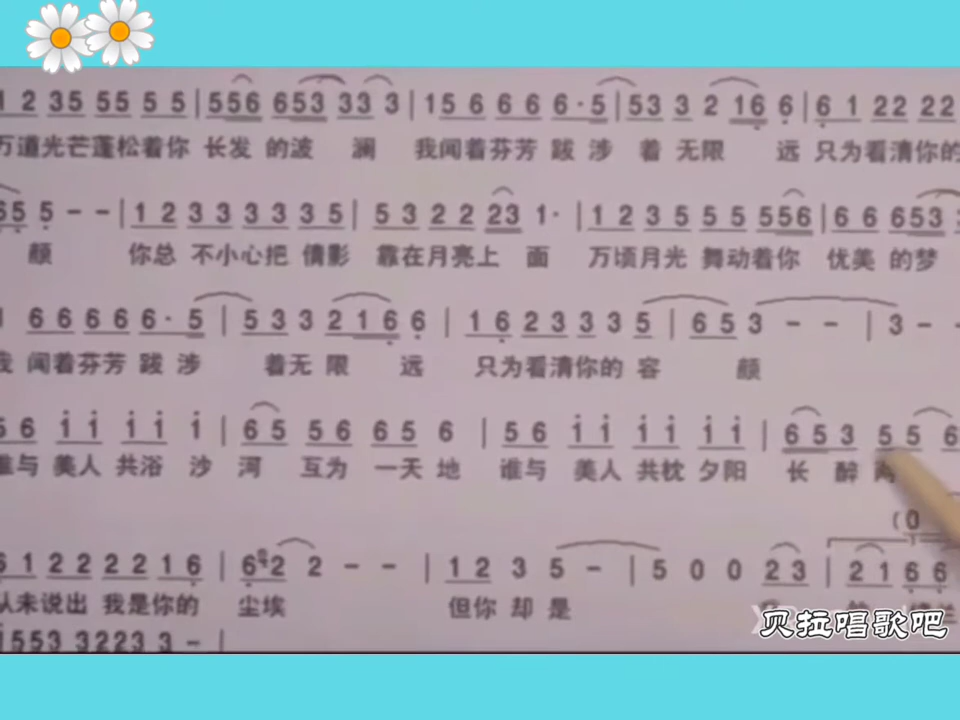 1 2 35 55 5 5 | 556 653 33 3 | 15 6 6 6 6·5 | 53 3 2 16 6 | 6 1 22 22
万道光芒蓬松着你 长发 的波 澜 我闻着芬芳 跋 涉 着 无限 远 只为看清你的
65 5 - - | 1 2 3 3 3 3 3 5 | 5 3 2 2 23 1· | 1 2 3 5 5 5 556 | 6 6 653 3
颜 你总 不小心把 倩影 靠在月亮上 面 万顷月光 舞动着你 优美 的梦
6 6 6 6 6· 5 | 5 3 3 2 1 6 6 | 1 6 2 3 3 3 5 | 6 5 3 - - | 3 - -
我 闻着芬芳 跋 涉 着无 限 远 只为看清你的 容 颜
5 6 i i i i i | 6 5 5 6 6 5 6 | 5 6 i i i i i i | 6 5 3 5 5 6
谁与 美人 共浴 沙 河 互为 一天 地 谁与 美人 共枕 夕阳 长 醉 两
(0
6 1 2 2 2 2 1 6 | 6 2 2 - - | 1 2 3 5 - | 5 0 0 2 3 | 2 1 6 6
从未说出 我是你的 尘埃 但你 却 是
i 553 3223 3 - |
贝拉唱歌吧